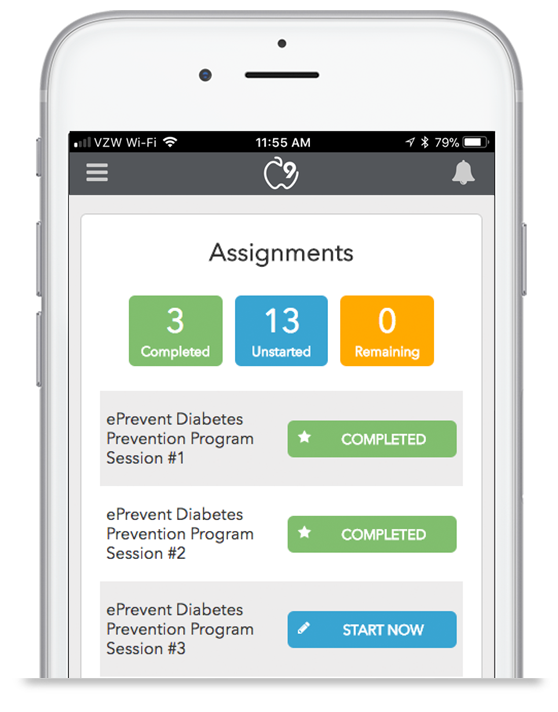 VZW Wi-Fi 11:55 AM 79%
9
Assignments
3 13 0
Completed Unstarted Remaining
ePrevent Diabetes
Prevention Program
Session #1
COMPLETED
ePrevent Diabetes
Prevention Program
Session #2
COMPLETED
ePrevent Diabetes
Prevention Program
Session #3
START NOW